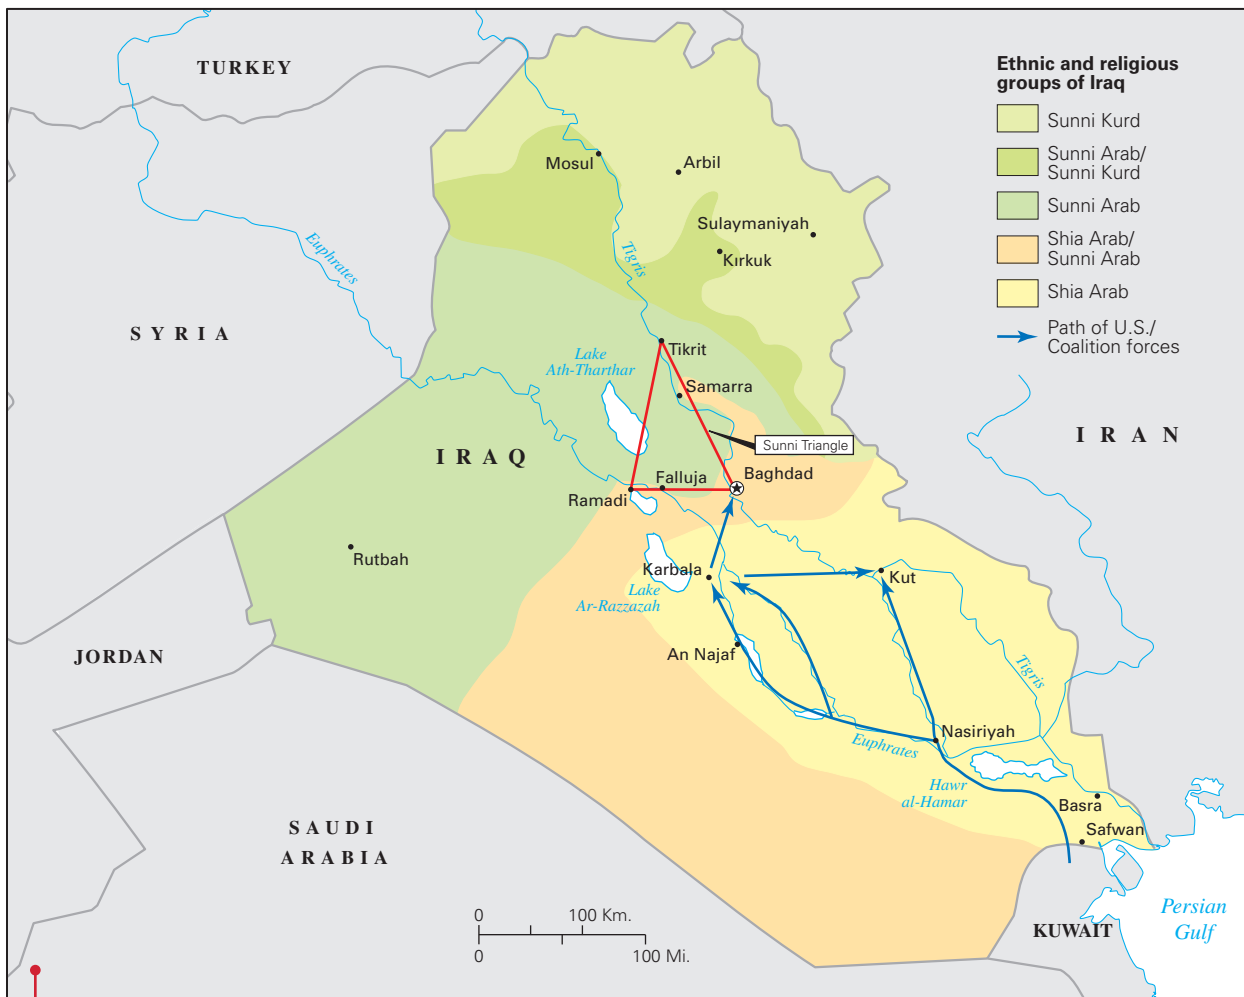 TURKEY
Ethnic and religious
groups of Iraq
Sunni Kurd
Sunni Arab/
Sunni Kurd
Sunni Arab
Shia Arab/
Sunni Arab
Shia Arab
Path of U.S./
Coalition forces
Mosul
Arbil
Sulaymaniyah
Kırkuk
Tigris
Euphrates
SYRIA
Tikrit
Lake
Ath-Tharthar
Samarra
Sunni Triangle
IRAN
IRAQ
Falluja
Baghdad
Ramadi
Rutbah
Karbala
Kut
Lake
Ar-Razzazah
An Najaf
JORDAN
Tigris
Nasiriyah
Euphrates
Hawr
al-Hamar
Basra
Safwan
SAUDI
ARABIA
Persian
Gulf
KUWAIT
0 100 Km.
0 100 Mi.